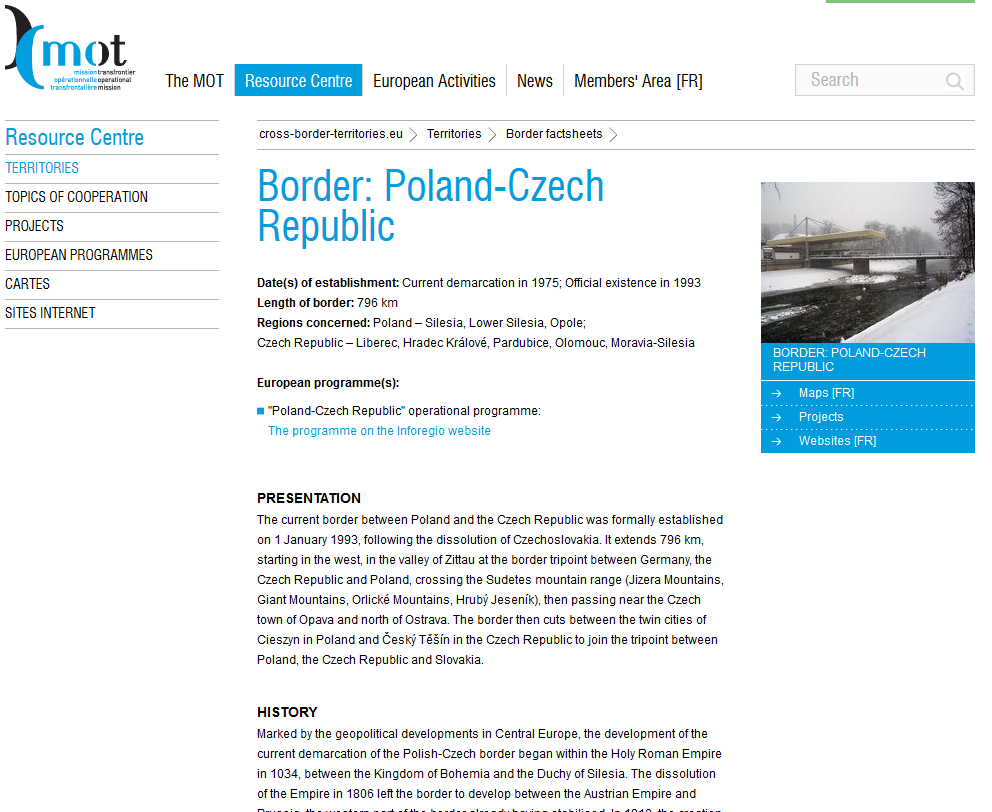 mot
mission transfrontier
opérationnelle operational
transfrontalière mission
The MOT
Resource Centre
European Activities
News
Members' Area [FR]
Search
Resource Centre
TERRITORIES
TOPICS OF COOPERATION
PROJECTS
EUROPEAN PROGRAMMES
CARTES
SITES INTERNET
cross-border-territories.eu
Territories
Border factsheets
Border: Poland-Czech
Republic
Date(s) of establishment: Current demarcation in 1975; Official existence in 1993
Length of border: 796 km
Regions concerned: Poland – Silesia, Lower Silesia, Opole;
Czech Republic – Liberec, Hradec Králové, Pardubice, Olomouc, Moravia-Silesia
European programme(s):
"Poland-Czech Republic" operational programme:
The programme on the Inforegio website
BORDER: POLAND-CZECH
REPUBLIC
Maps [FR]
Projects
Websites [FR]
PRESENTATION
The current border between Poland and the Czech Republic was formally established
on 1 January 1993, following the dissolution of Czechoslovakia. It extends 796 km,
starting in the west, in the valley of Zittau at the border tripoint between Germany, the
Czech Republic and Poland, crossing the Sudetes mountain range (Jizera Mountains,
Giant Mountains, Orlické Mountains, Hrubý Jeseník), then passing near the Czech
town of Opava and north of Ostrava. The border then cuts between the twin cities of
Cieszyn in Poland and Český Těšín in the Czech Republic to join the tripoint between
Poland, the Czech Republic and Slovakia.
HISTORY
Marked by the geopolitical developments in Central Europe, the development of the
current demarcation of the Polish-Czech border began within the Holy Roman Empire
in 1034, between the Kingdom of Bohemia and the Duchy of Silesia. The dissolution
of the Empire in 1806 left the border to develop between the Austrian Empire and